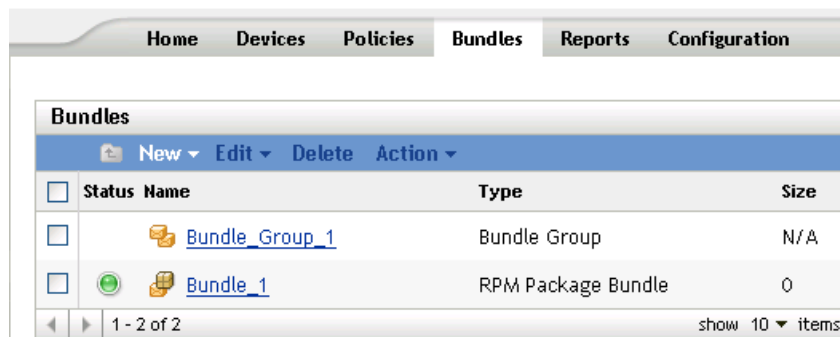 Home Devices Policies Bundles Reports Configuration
Bundles
New Edit Delete Action
Status Name Type Size
Bundle_Group_1 Bundle Group N/A
Bundle_1 RPM Package Bundle 0
1 - 2 of 2 show 10 items